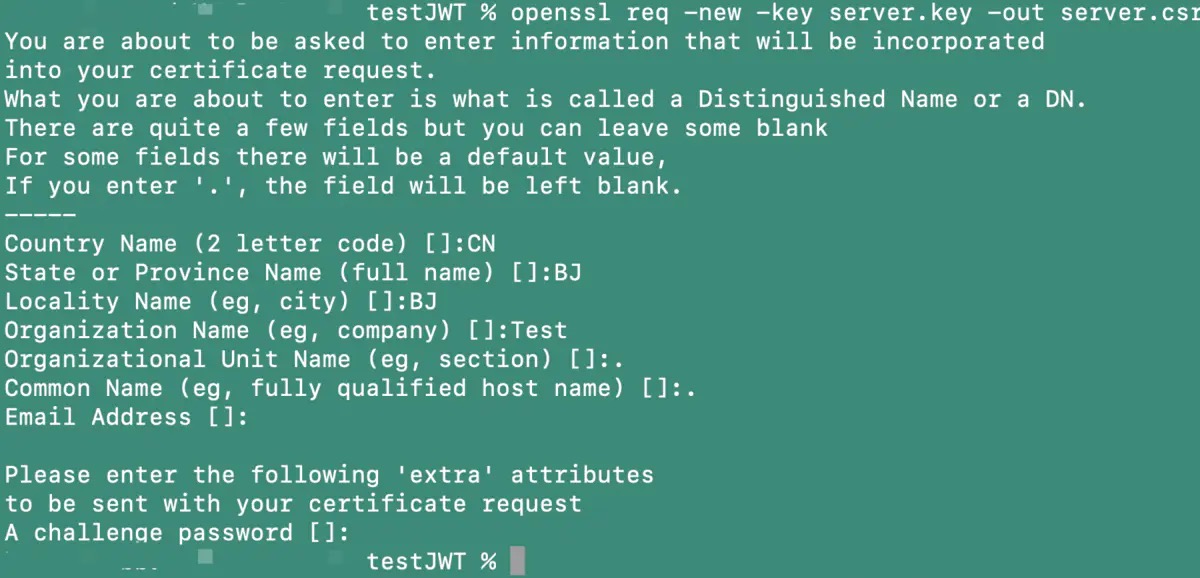 testJWT % openssl req -new -key server.key -out server.csr
You are about to be asked to enter information that will be incorporated
into your certificate request.
What you are about to enter is what is called a Distinguished Name or a DN.
There are quite a few fields but you can leave some blank
For some fields there will be a default value,
If you enter '.', the field will be left blank.
-----
Country Name (2 letter code) []:CN
State or Province Name (full name) []:BJ
Locality Name (eg, city) []:BJ
Organization Name (eg, company) []:Test
Organizational Unit Name (eg, section) []:.
Common Name (eg, fully qualified host name) []:.
Email Address []:

Please enter the following 'extra' attributes
to be sent with your certificate request
A challenge password []:
testJWT %